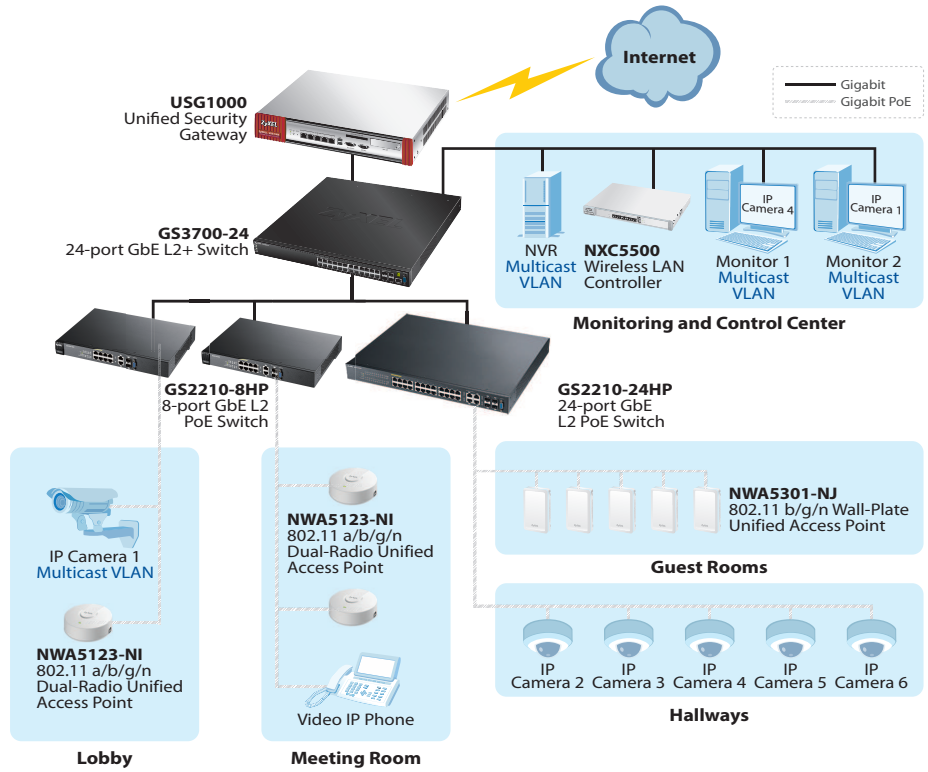 Internet
Gigabit
Gigabit PoE
USG1000
Unified Security
Gateway
ZyXEL
GS3700-24
24-port GbE L2+ Switch
NVR
Multicast
VLAN
NXC5500
Wireless LAN
Controller
IP
Camera 4
Monitor 1
Multicast
VLAN
IP
Camera 1
Monitor 2
Multicast
VLAN
Monitoring and Control Center
GS2210-8HP
8-port GbE L2
PoE Switch
GS2210-24HP
24-port GbE
L2 PoE Switch
IP Camera 1
Multicast VLAN
NWA5123-NI
802.11 a/b/g/n
Dual-Radio Unified
Access Point
Lobby
NWA5123-NI
802.11 a/b/g/n
Dual-Radio Unified
Access Point
Video IP Phone
Meeting Room
NWA5301-NJ
802.11 b/g/n Wall-Plate
Unified Access Point
Guest Rooms
IP
Camera 2
IP
Camera 3
IP
Camera 4
IP
Camera 5
IP
Camera 6
Hallways